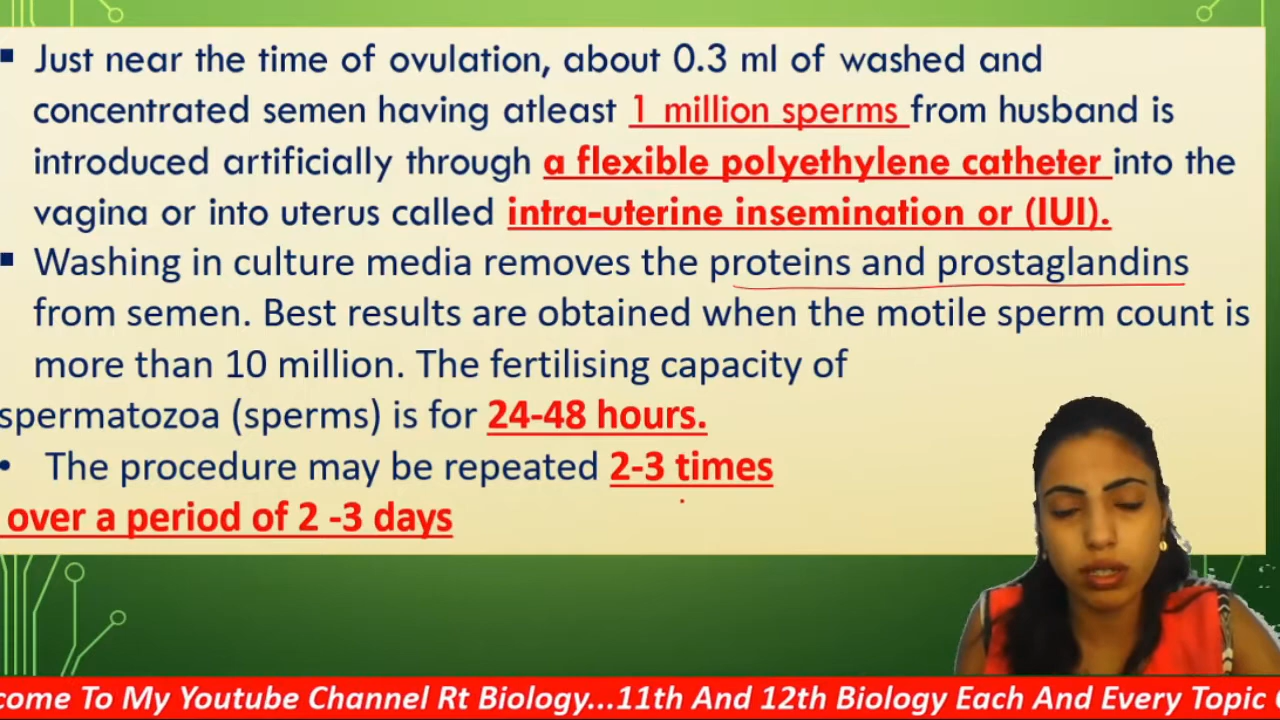 ▪ Just near the time of ovulation, about 0.3 ml of washed and
concentrated semen having atleast 1 million sperms from husband is
introduced artificially through a flexible polyethylene catheter into the
vagina or into uterus called intra-uterine insemination or (IUI).
▪ Washing in culture media removes the proteins and prostaglandins
from semen. Best results are obtained when the motile sperm count is
more than 10 million. The fertilising capacity of
spermatozoa (sperms) is for 24-48 hours.
• The procedure may be repeated 2-3 times
over a period of 2 -3 days
come To My Youtube Channel Rt Biology...11th And 12th Biology Each And Every Topic